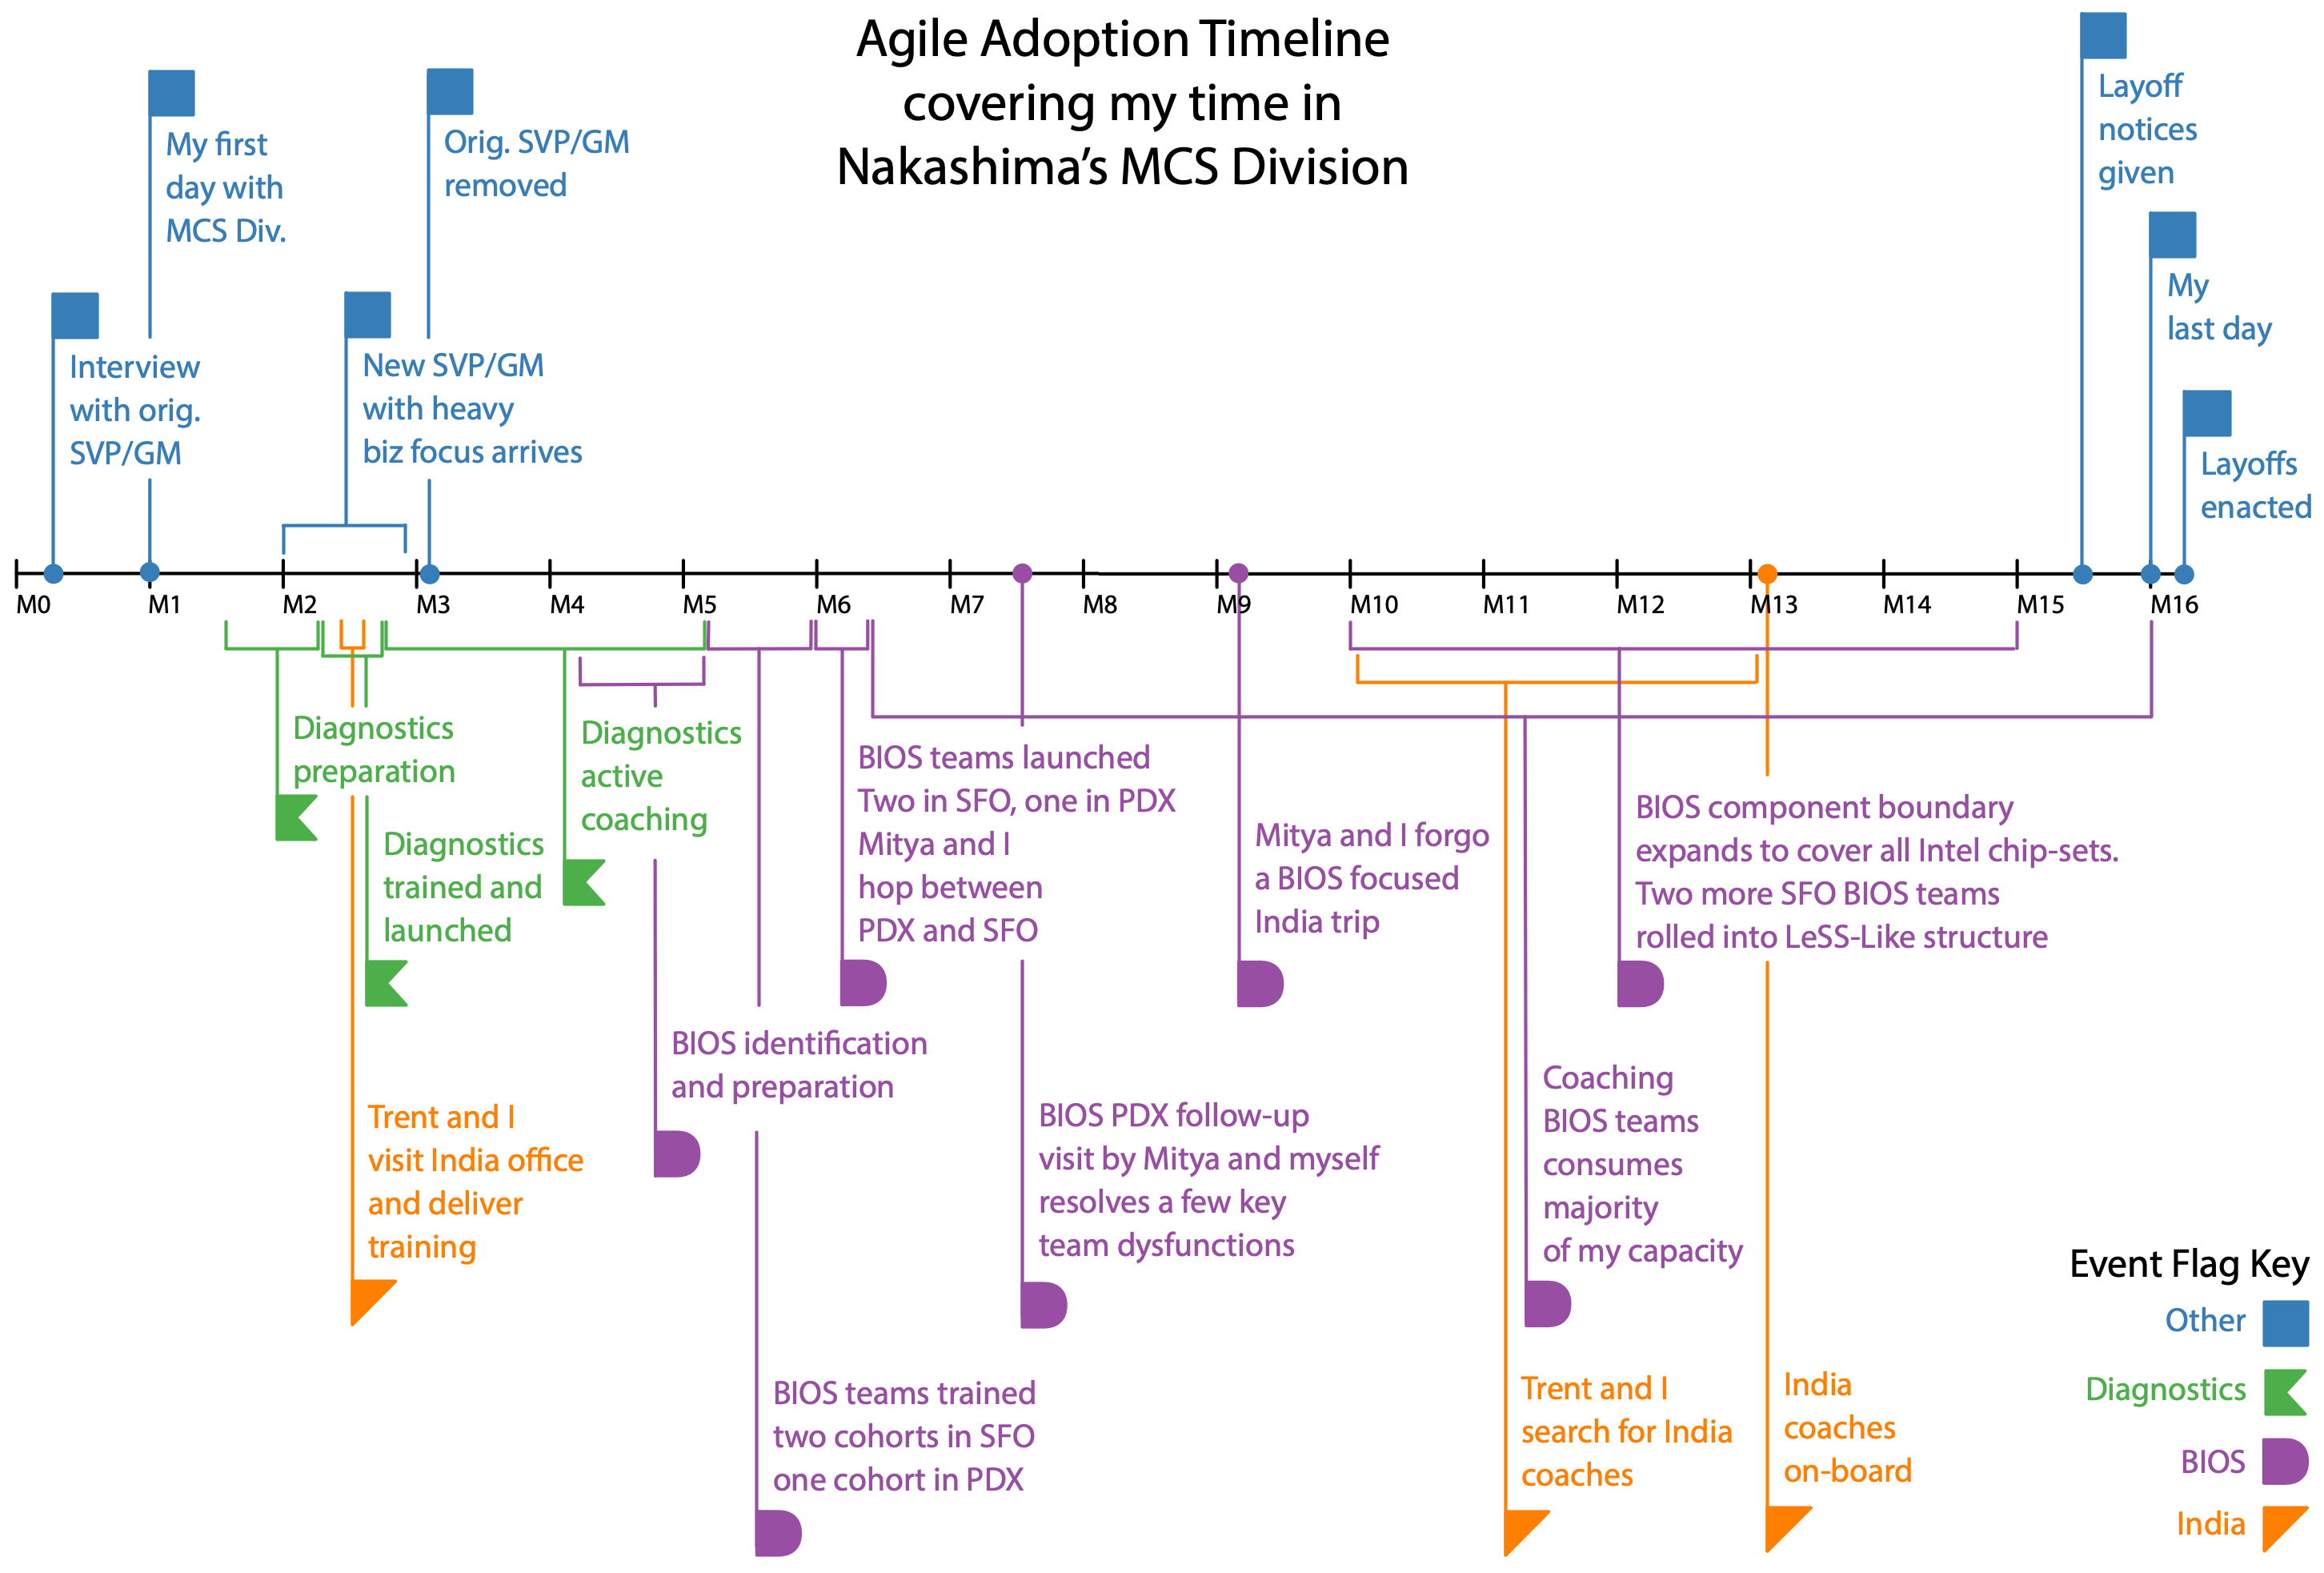 Agile Adoption Timeline
covering my time in
Nakashima’s MCS Division
My first
day with
MCS Div.
Orig. SVP/GM
removed
Layoff
notices
given
Interview
with orig.
SVP/GM
New SVP/GM
with heavy
biz focus arrives
My
last day
Layoffs
enacted
M0 M1 M2 M3 M4 M5 M6 M7 M8 M9 M10 M11 M12 M13 M14 M15 M16
Diagnostics
preparation
Diagnostics
trained and
launched
Diagnostics
active
coaching
BIOS teams launched
Two in SFO, one in PDX
Mitya and I
hop between
PDX and SFO
Mitya and I forgo
a BIOS focused
India trip
BIOS component boundary
expands to cover all Intel chip-sets.
Two more SFO BIOS teams
rolled into LeSS-Like structure
Trent and I
visit India office
and deliver
training
BIOS identification
and preparation
BIOS PDX follow-up
visit by Mitya and myself
resolves a few key
team dysfunctions
Coaching
BIOS teams
consumes
majority
of my capacity
BIOS teams trained
two cohorts in SFO
one cohort in PDX
Trent and I
search for India
coaches
India
coaches
on-board
Event Flag Key
Other
Diagnostics
BIOS
India